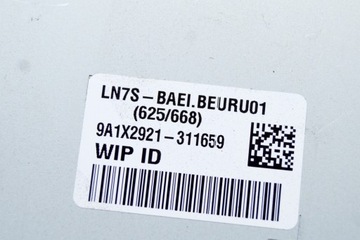 LN7S-BAEI.BEURU01
(625/668)
9A1X2921-311659
WIP ID